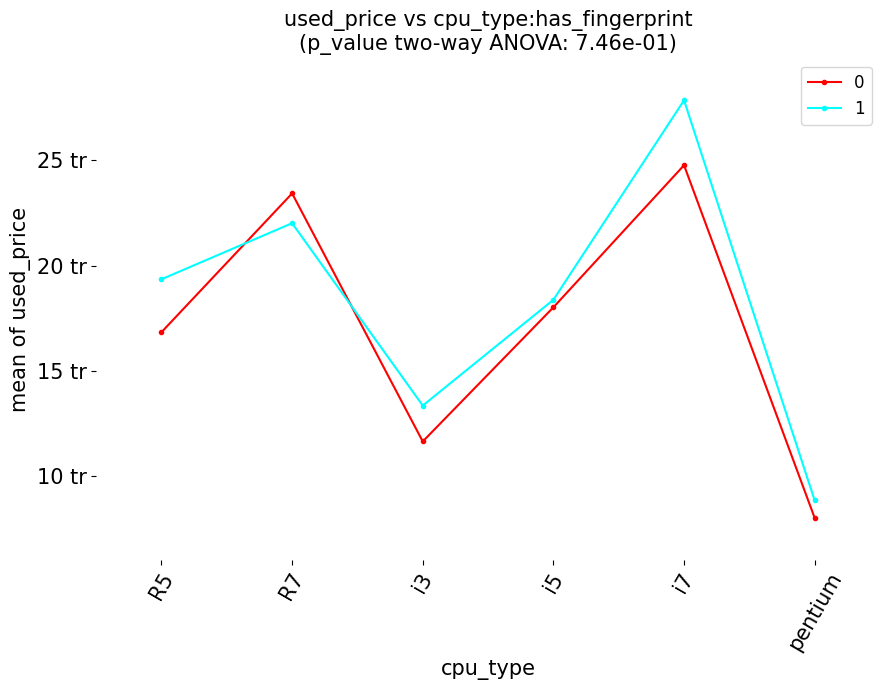 used_price vs cpu_type:has_fingerprint
(p_value two-way ANOVA: 7.46e-01)
0
1
25 tr
20 tr
15 tr
10 tr
mean of used_price
R5
R7
i3
i5
i7
pentium
cpu_type